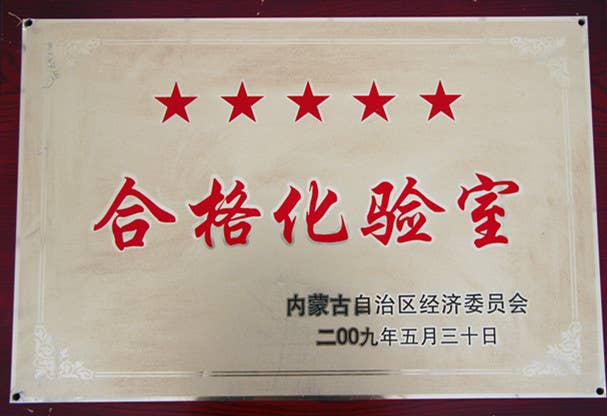 ★★★★★
合格化验室
内蒙古自治区经济委员会
二00九年五月三十日